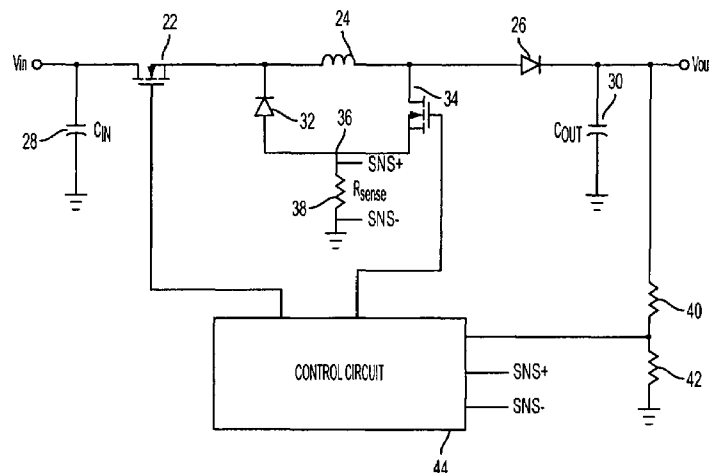 22
24
26
Vin
Vou
34
30
32
36
28
CIN
COUT
SNS+
Rsense
38
SNS-
40
CONTROL CIRCUIT
SNS+
42
SNS-
44